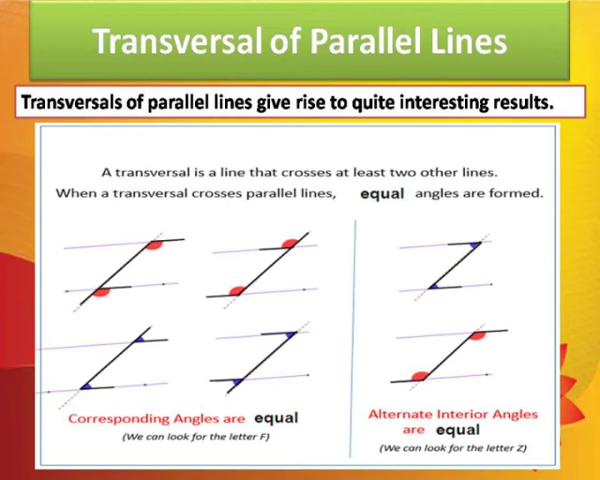 Transversal of Parallel Lines
Transversals of parallel lines give rise to quite interesting results.
A transversal is a line that crosses at least two other lines.
When a transversal crosses parallel lines, equal angles are formed.
Corresponding Angles are equal
(We can look for the letter F)
Alternate Interior Angles
are equal
(We can look for the letter Z)